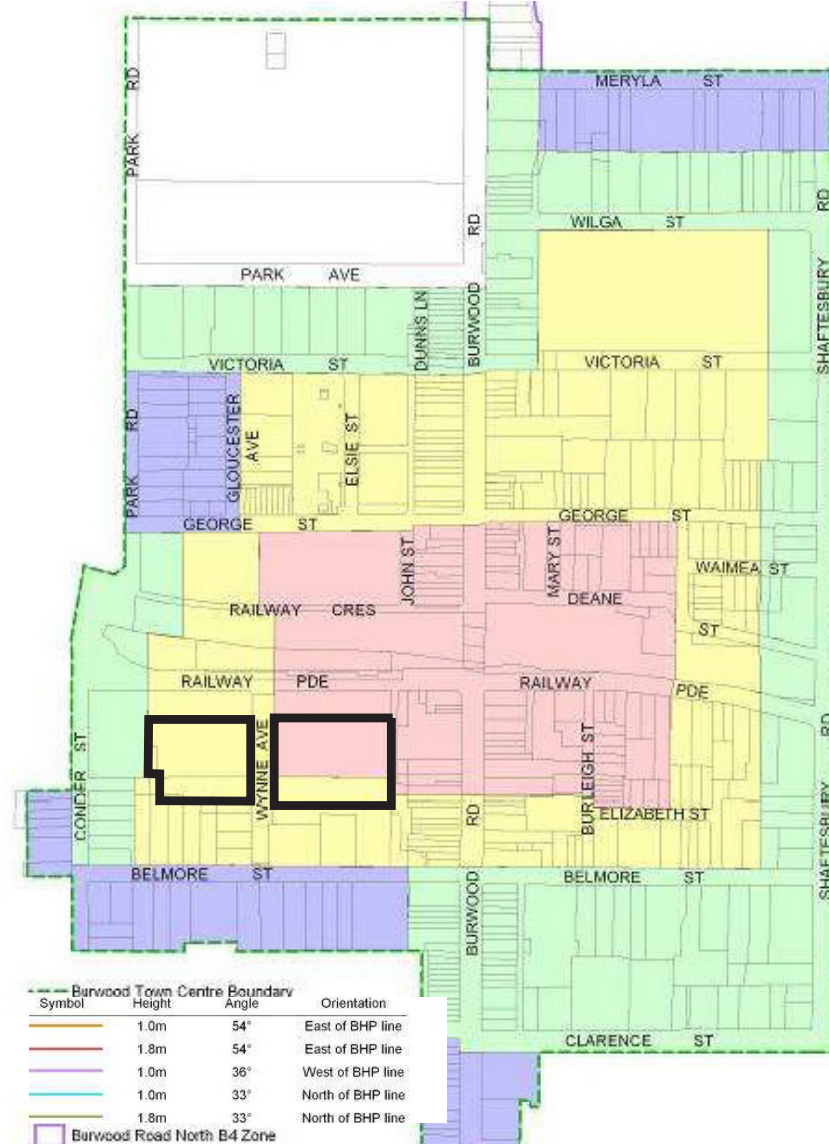 MERYLA ST
PARK RD
WILGA ST
RD
RD
PARK AVE
DUNNS LN
BURWOOD
SHAFTESBURY
VICTORIA ST
VICTORIA ST
PARK RD
GLOUCESTER AVE
ELSIE ST
GEORGE ST
GEORGE ST
JOHN ST
MARY ST
WAIMEA ST
RAILWAY CRES
DEANE ST
RAILWAY PDE
RAILWAY PDE
CONDER ST
WYNNE AVE
BURLEIGH ST
RD
RD
ELIZABETH ST
SHAFTESBURY
BELMORE ST
BELMORE ST
BURWOOD
Burwood Town Centre Boundary
Symbol Height Angle Orientation
1.0m 54° East of BHP line
1.8m 54° East of BHP line
1.0m 36° West of BHP line
1.0m 33° North of BHP line
1.8m 33° North of BHP line
CLARENCE ST
Burwood Road North B4 Zone